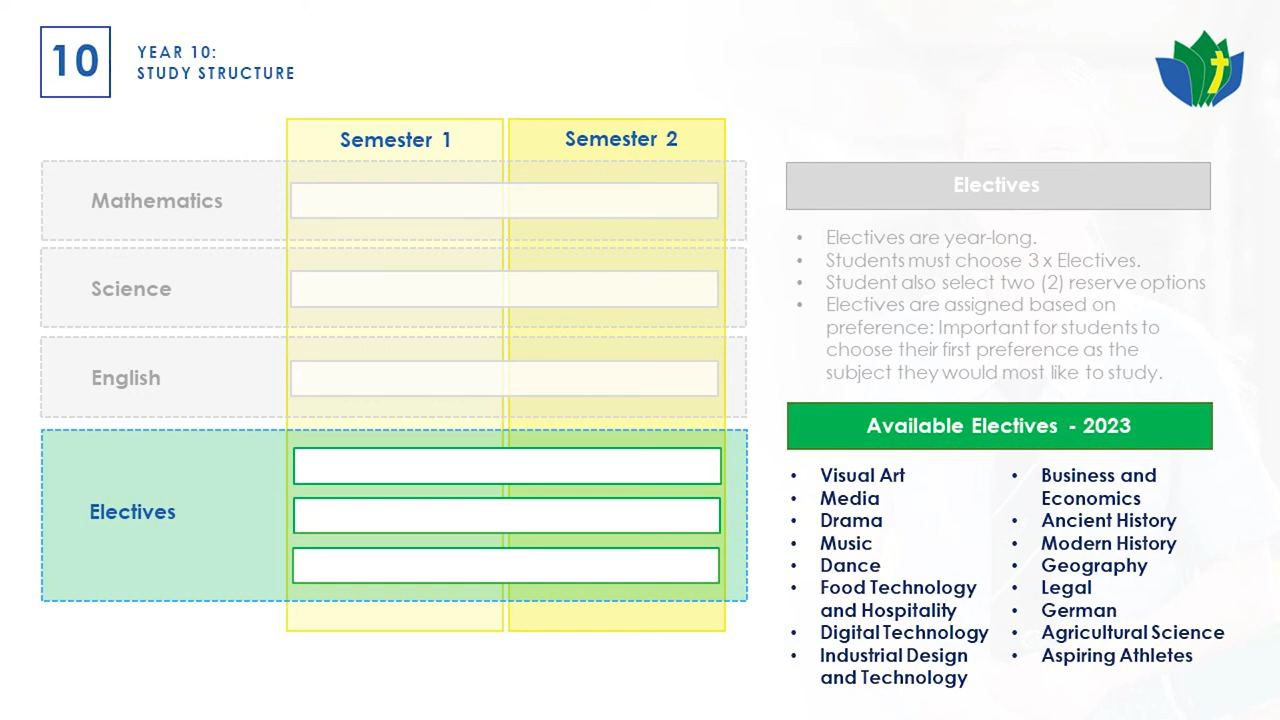 10
YEAR 10:
STUDY STRUCTURE
Semester 1
Semester 2
Mathematics
Science
English
Electives
Electives
• Electives are year-long.
• Students must choose 3 x Electives.
• Student also select two (2) reserve options
• Electives are assigned based on
preference: Important for students to
choose their first preference as the
subject they would most like to study.
Available Electives - 2023
• Visual Art
• Media
• Drama
• Music
• Dance
• Food Technology
and Hospitality
• Digital Technology
• Industrial Design
and Technology
• Business and
Economics
• Ancient History
• Modern History
• Geography
• Legal
• German
• Agricultural Science
• Aspiring Athletes